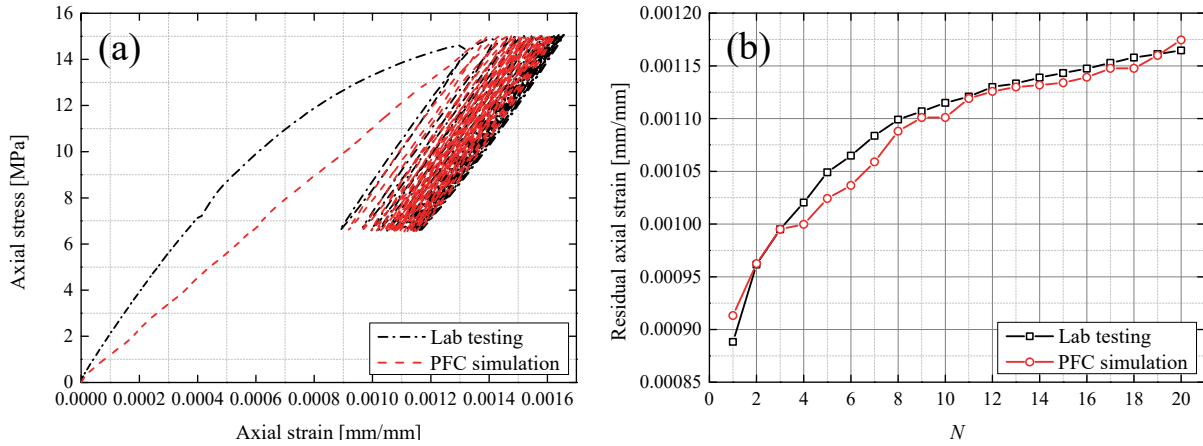 (a)
Axial stress [MPa]
16
14
12
10
8
6
4
2
0
0.0000 0.0002 0.0004 0.0006 0.0008 0.0010 0.0012 0.0014 0.0016
Axial strain [mm/mm]
Lab testing
PFC simulation
(b)
Residual axial strain [mm/mm]
0.00120
0.00115
0.00110
0.00105
0.00100
0.00095
0.00090
0.00085
0 2 4 6 8 10 12 14 16 18 20
N
Lab testing
PFC simulation